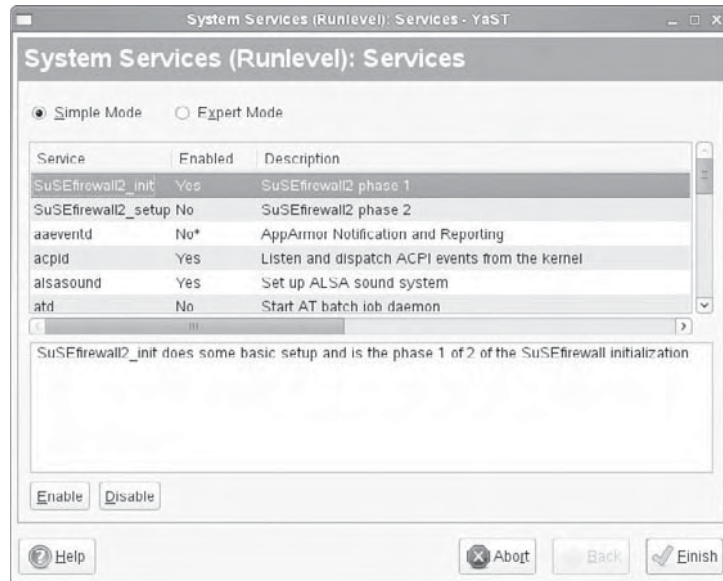 System Services (Runlevel): Services - YaST
System Services (Runlevel): Services
Simple Mode Expert Mode
Service Enabled Description
SuSEfirewall2_init Yes SuSEfirewall2 phase 1
SuSEfirewall2_setup No SuSEfirewall2 phase 2
aaeventd No* AppArmor Notification and Reporting
acpid Yes Listen and dispatch ACPI events from the kernel
alsasound Yes Set up ALSA sound system
atd No Start AT batch job daemon
SuSEfirewall2_init does some basic setup and is the phase 1 of 2 of the SuSEfirewall initialization
Enable Disable
Help Abort Back Finish